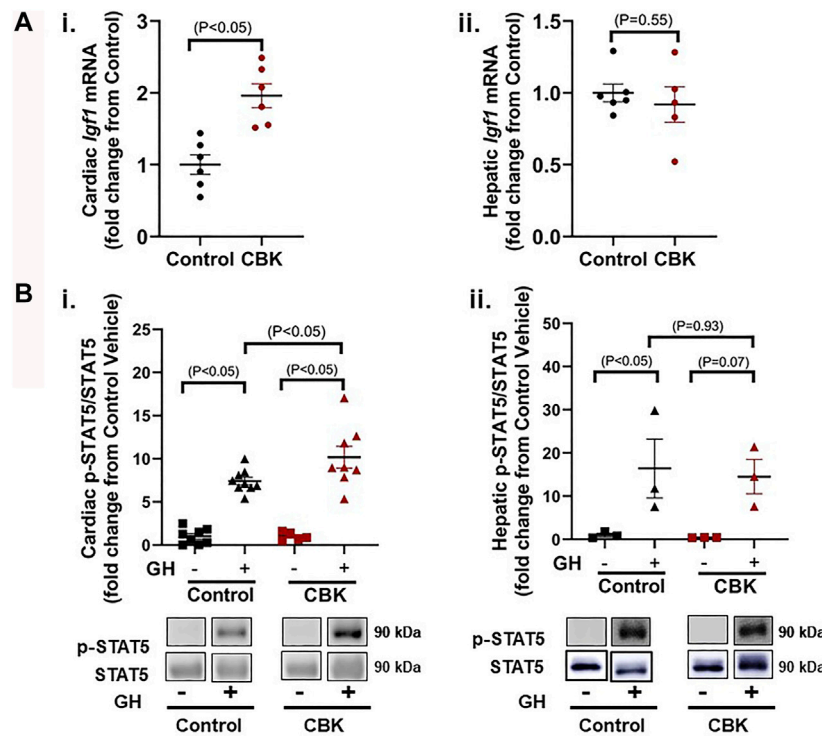 A
i.
Cardiac Igf1 mRNA
(fold change from Control)
3
2
1
0
(P<0.05)
Control CBK
ii.
Hepatic Igf1 mRNA
(fold change from Control)
1.5
1.0
0.5
0.0
(P=0.55)
Control CBK
B
i.
Cardiac p-STAT5/STAT5
(fold change from Control Vehicle)
25
20
15
10
5
0
(P<0.05)
(P<0.05)
(P<0.05)
GH - + - +
Control CBK
p-STAT5 90 kDa
STAT5 90 kDa
- + - +
GH
Control CBK
ii.
Hepatic p-STAT5/STAT5
(fold change from Control Vehicle)
50
40
30
20
10
0
(P=0.93)
(P<0.05)
(P=0.07)
GH - + - +
Control CBK
p-STAT5 90 kDa
STAT5 90 kDa
- + - +
GH
Control CBK